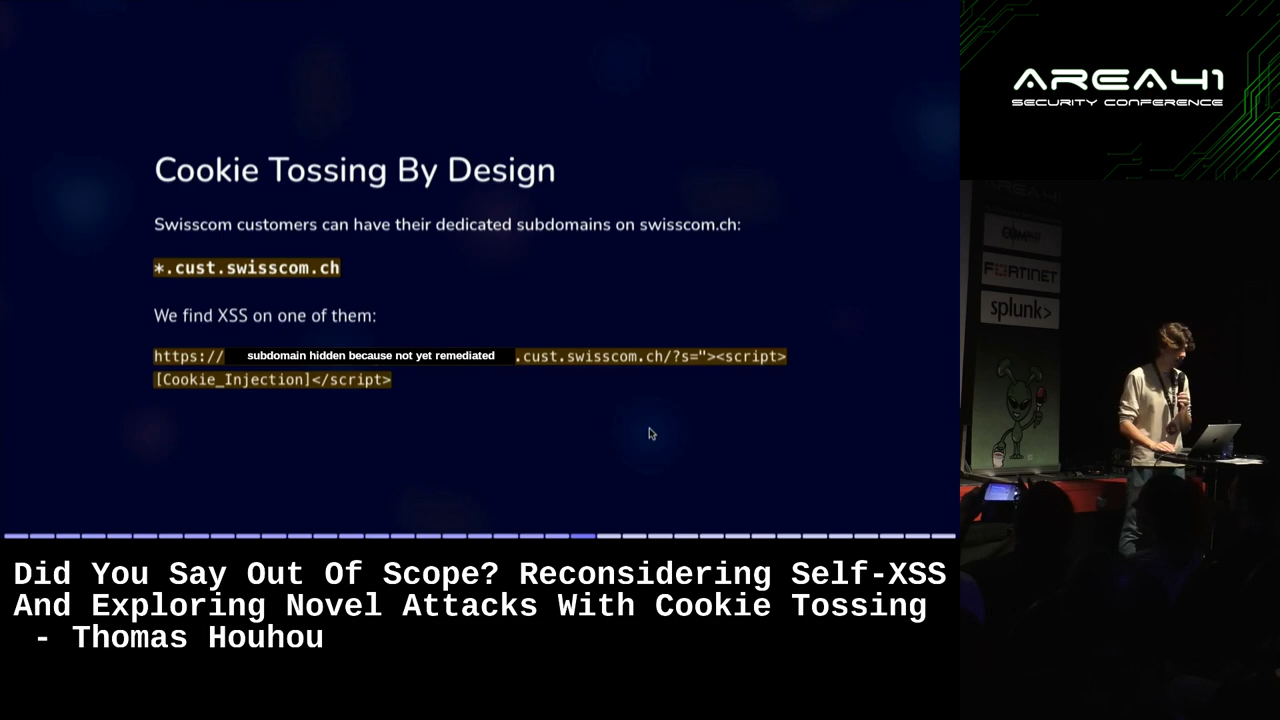 Cookie Tossing By Design
Swisscom customers can have their dedicated subdomains on swisscom.ch:
*.cust.swisscom.ch
We find XSS on one of them:
https:// subdomain hidden because not yet remediated .cust.swisscom.ch/?s="><script>
[Cookie_Injection]</script>
Did You Say Out Of Scope? Reconsidering Self-XSS
And Exploring Novel Attacks With Cookie Tossing
- Thomas Houhou
AREA41
SECURITY CONFERENCE
FORTINET
splunk>